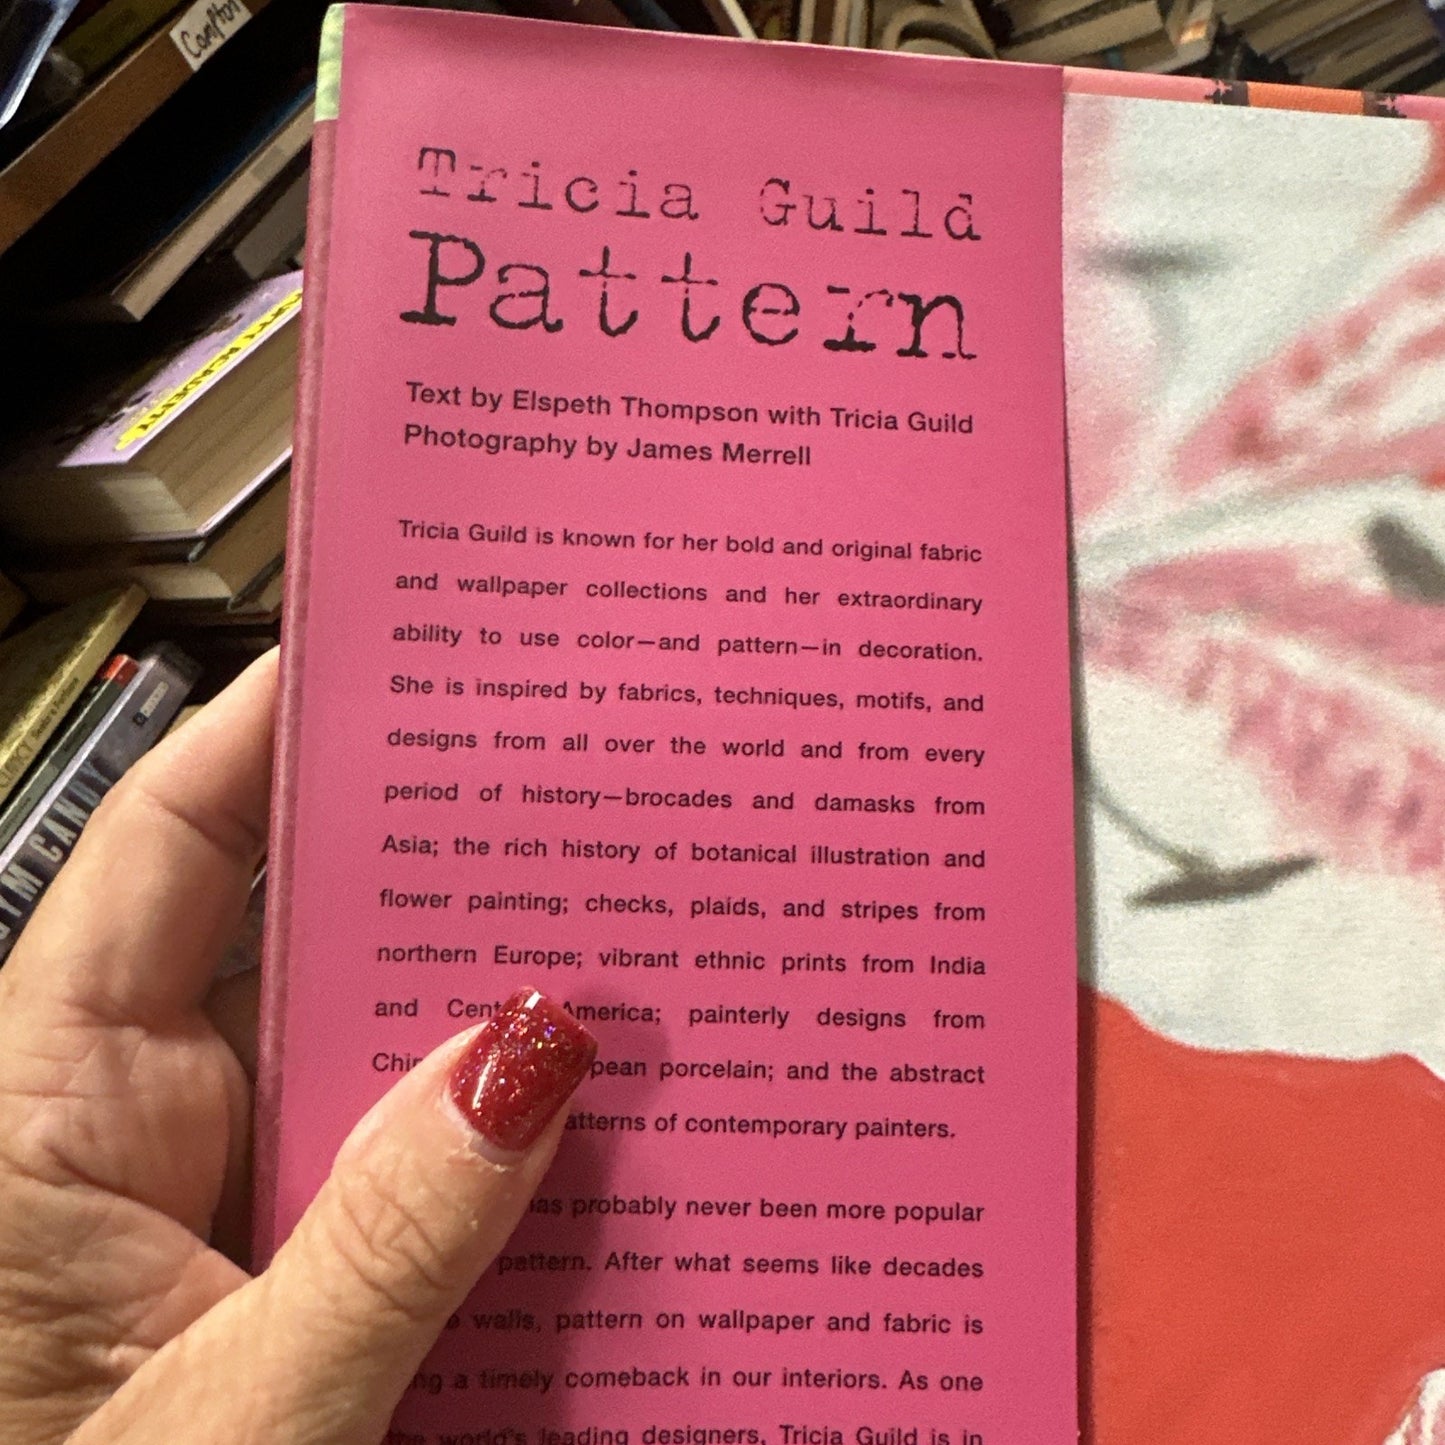 Compton
Tricia Guild
Pattern
Text by Elspeth Thompson with Tricia Guild
Photography by James Merrell
Tricia Guild is known for her bold and original fabric
and wallpaper collections and her extraordinary
ability to use color—and pattern—in decoration.
She is inspired by fabrics, techniques, motifs, and
designs from all over the world and from every
period of history—brocades and damasks from
Asia; the rich history of botanical illustration and
flower painting; checks, plaids, and stripes from
northern Europe; vibrant ethnic prints from India
and America; painterly designs from
porcelain; and the abstract
of contemporary painters.
probably never been more popular
pattern. After what seems like decades
walls, pattern on wallpaper and fabric is
a timely comeback in our interiors. As one
the world's leading designers, Tricia Guild is in
ACADEMY
CANDY